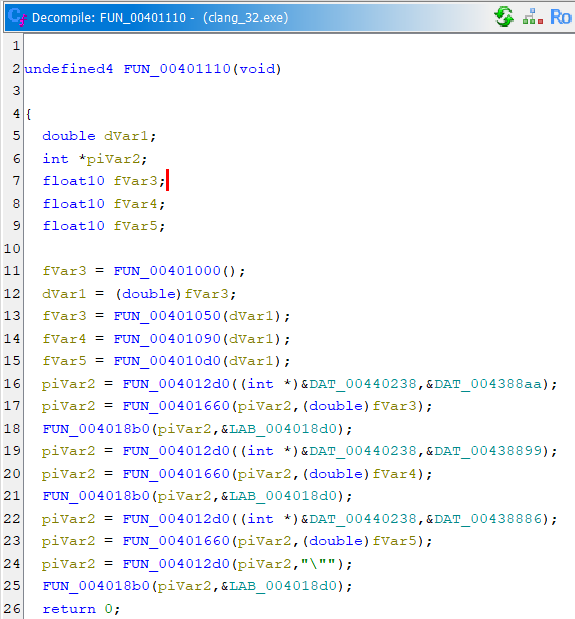 Decompile: FUN_00401110 - (clang_32.exe)
Ro
1
2 undefined4 FUN_00401110(void)
3
4 {
5 double dVar1;
6 int *piVar2;
7 float10 fVar3;
8 float10 fVar4;
9 float10 fVar5;
10
11 fVar3 = FUN_00401000();
12 dVar1 = (double)fVar3;
13 fVar3 = FUN_00401050(dVar1);
14 fVar4 = FUN_00401090(dVar1);
15 fVar5 = FUN_004010d0(dVar1);
16 piVar2 = FUN_004012d0((int *)&DAT_00440238,&DAT_004388aa);
17 piVar2 = FUN_00401660(piVar2,(double)fVar3);
18 FUN_004018b0(piVar2,&LAB_004018d0);
19 piVar2 = FUN_004012d0((int *)&DAT_00440238,&DAT_00438899);
20 piVar2 = FUN_00401660(piVar2,(double)fVar4);
21 FUN_004018b0(piVar2,&LAB_004018d0);
22 piVar2 = FUN_004012d0((int *)&DAT_00440238,&DAT_00438886);
23 piVar2 = FUN_00401660(piVar2,(double)fVar5);
24 piVar2 = FUN_004012d0(piVar2,"\"");
25 FUN_004018b0(piVar2,&LAB_004018d0);
26 return 0;